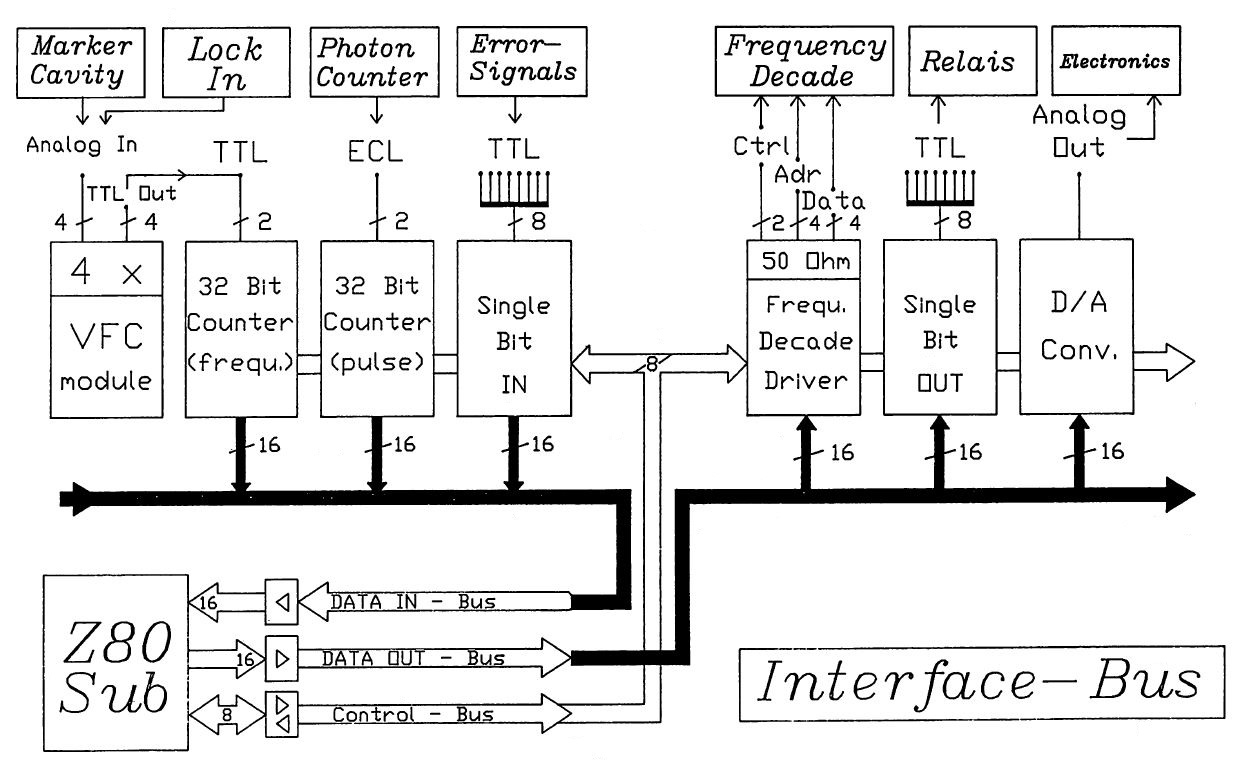 Marker
Cavity
Lock
In
Photon
Counter
Error-
Signals
Frequency
Decade
Relais
Electronics
Analog In
TTL
ECL
TTL
Ctrl
Adr
Data
TTL
Analog
Out
TTL Out
4
4
2
2
8
2
4
4
8
4 x
VFC
module
32 Bit
Counter
(frequ.)
32 Bit
Counter
(pulse)
Single
Bit
IN
8
50 Ohm
Frequ.
Decade
Driver
Single
Bit
OUT
D/A
Conv.
16
16
16
16
16
16
Z80
Sub
16
DATA IN - Bus
16
DATA OUT - Bus
8
Control - Bus
Interface-Bus